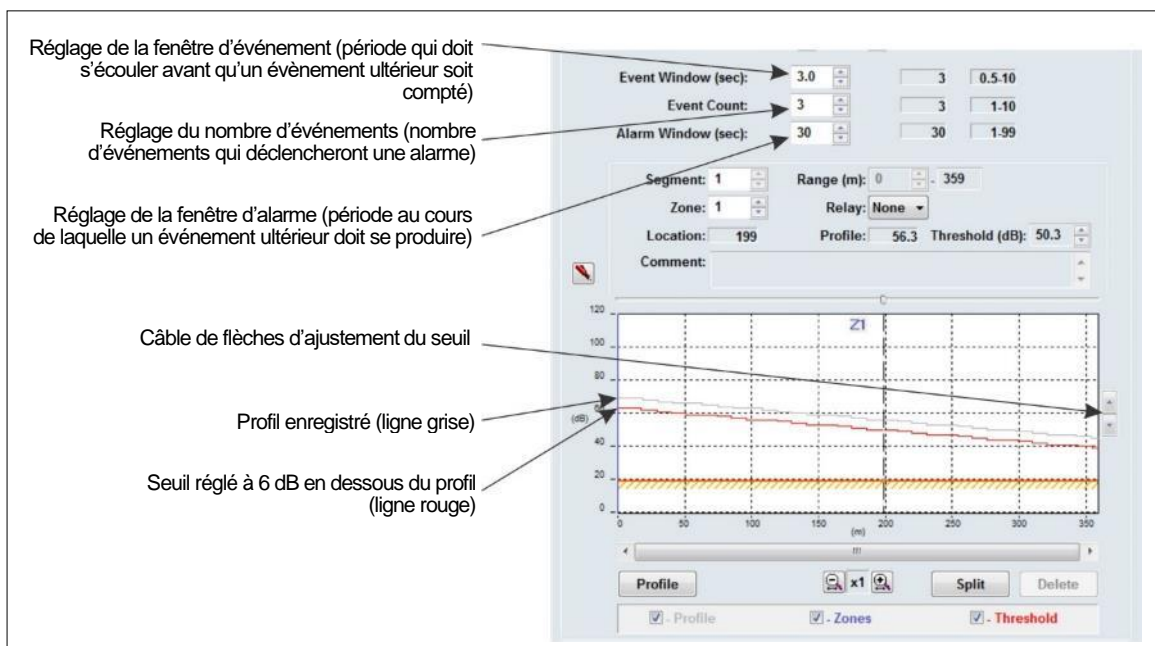 Réglage de la fenêtre d’événement (période qui doit
s’écouler avant qu’un évènement ultérieur soit
compté)
Réglage du nombre d’événements (nombre
d’événements qui déclencheront une alarme)
Réglage de la fenêtre d’alarme (période au cours
de laquelle un événement ultérieur doit se produire)
Câble de flèches d’ajustement du seuil
Profil enregistré (ligne grise)
Seuil réglé à 6 dB en dessous du profil
(ligne rouge)
Event Window (sec): 3.0 3 0.5-10
Event Count: 3 3 1-10
Alarm Window (sec): 30 30 1-99
Segment: 1 Range (m): 0 - 359
Zone: 1 Relay: None
Location: 199 Profile: 56.3 Threshold (dB): 50.3
Comment:
Z1
120
100
80
60
(dB)
40
20
0
0 50 100 150 200 250 300 350
(m)
Profile x1 Split Delete
- Profile - Zones - Threshold